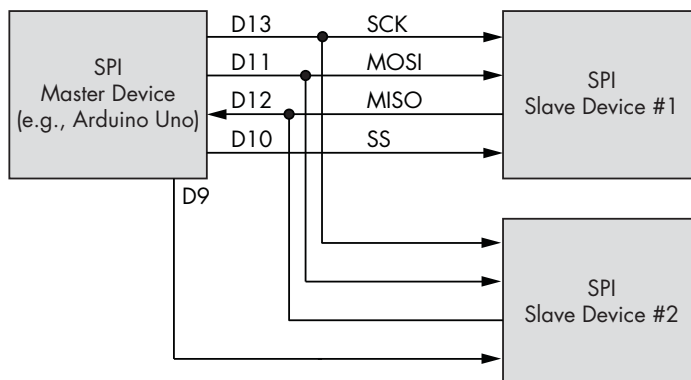 SPI
Master Device
(e.g., Arduino Uno)
D13
SCK
D11
MOSI
D12
MISO
D10
SS
D9
SPI
Slave Device #1
SPI
Slave Device #2